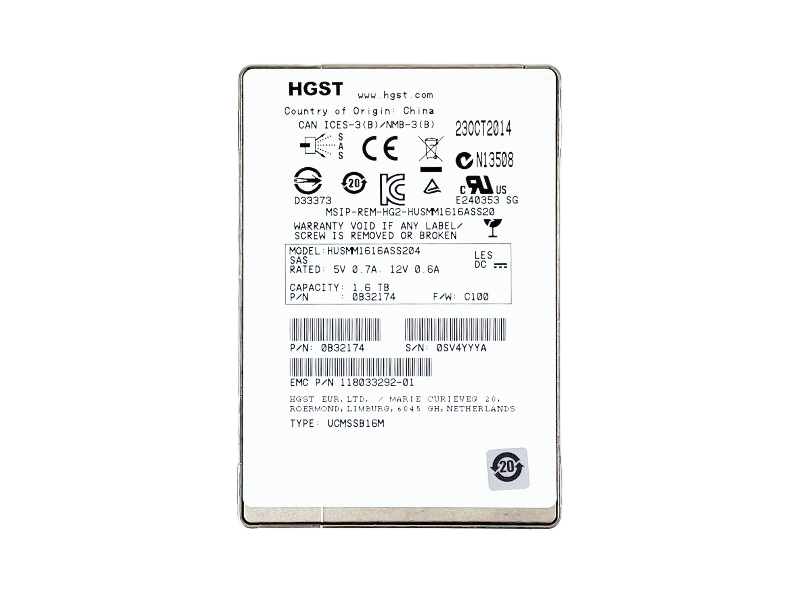 HGST www.hgst.com
Country of Origin: China
CAN ICES-3(B)/NMB-3(B)
23OCT2014
SAS
CE
N13508
20
D33373
C US
E240353 SG
MSIP-REM-HG2-HUSMM1616ASS20
WARRANTY VOID IF ANY LABEL/
SCREW IS REMOVED OR BROKEN
MODEL: HUSMM1616ASS204
SAS
RATED: 5V 0.7A, 12V 0.6A
LES
DC
CAPACITY: 1.6 TB
P/N : 0B32174 F/W: C100
P/N: 0B32174 S/N: 0SV4YYYA
EMC P/N 118033292-01
HGST EUR.LTD. / MARIE CURIEVEG 20,
ROERMOND, LIMBURG, 6045 GH, NETHERLANDS
TYPE: UCMSSB16M
20